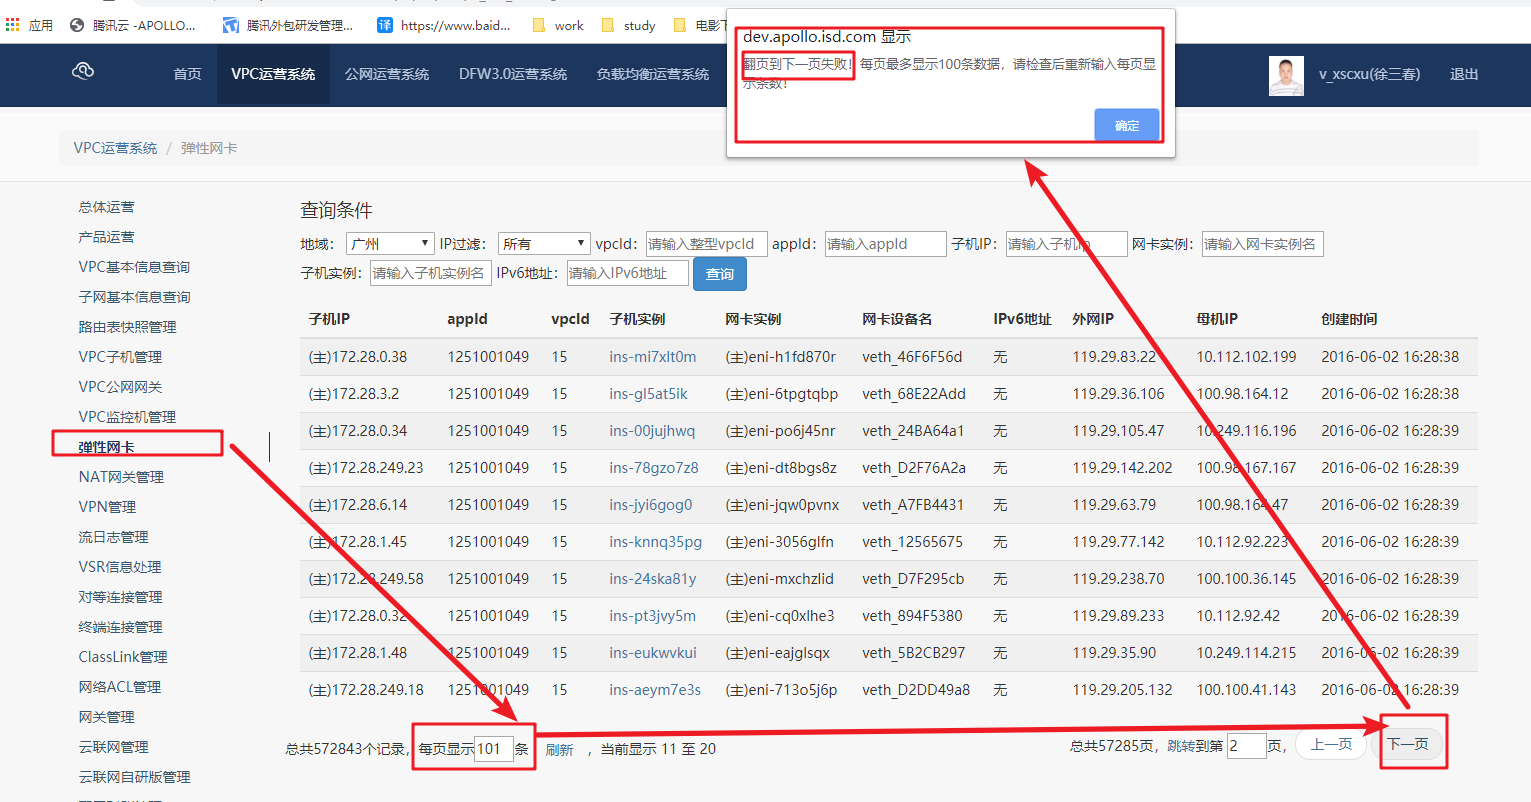 应用 腾讯云 -APOLLO... 腾讯外包研发管理... 译 https://www.baid... work study 电影下
首页 VPC运营系统 公网运营系统 DFW3.0运营系统 负载均衡运营系统 v_xscxu(徐三春) 退出
dev.apollo.isd.com 显示
翻页到下一页失败！每页最多显示100条数据，请检查后重新输入每页显
示条数！
确定
VPC运营系统 / 弹性网卡
总体运营
产品运营
VPC基本信息查询
子网基本信息查询
路由表快照管理
VPC子机管理
VPC公网网关
VPC监控机管理
弹性网卡
NAT网关管理
VPN管理
流日志管理
VSR信息处理
对等连接管理
终端连接管理
ClassLink管理
网络ACL管理
网关管理
云联网管理
云联网自研版管理
查询条件
地域： 广州 IP过滤： 所有 vpcId： 请输入整型vpcId appId： 请输入appId 子机IP： 请输入子机ip 网卡实例： 请输入网卡实例名
子机实例： 请输入子机实例名 IPv6地址： 请输入IPv6地址 查询
子机IP appId vpcId 子机实例 网卡实例 网卡设备名 IPv6地址 外网IP 母机IP 创建时间
(主)172.28.0.38 1251001049 15 ins-mi7xlt0m (主)eni-h1fd870r veth_46F6F56d 无 119.29.83.22 10.112.102.199 2016-06-02 16:28:38
(主)172.28.3.2 1251001049 15 ins-gl5at5ik (主)eni-6tpgtqbp veth_68E22Add 无 119.29.36.106 100.98.164.12 2016-06-02 16:28:38
(主)172.28.0.34 1251001049 15 ins-00jujhwq (主)eni-po6j45nr veth_24BA64a1 无 119.29.105.47 10.249.116.196 2016-06-02 16:28:39
(主)172.28.249.23 1251001049 15 ins-78gzo7z8 (主)eni-dt8bgs8z veth_D2F76A2a 无 119.29.142.202 100.98.167.167 2016-06-02 16:28:39
(主)172.28.6.14 1251001049 15 ins-jyi6gog0 (主)eni-jqw0pvnx veth_A7FB4431 无 119.29.63.79 100.98.164.47 2016-06-02 16:28:39
(主)172.28.1.45 1251001049 15 ins-knnq35pg (主)eni-3056glfn veth_12565675 无 119.29.77.142 10.112.92.223 2016-06-02 16:28:39
(主)172.28.249.58 1251001049 15 ins-24ska81y (主)eni-mxchzlid veth_D7F295cb 无 119.29.238.70 100.100.36.145 2016-06-02 16:28:39
(主)172.28.0.32 1251001049 15 ins-pt3jvy5m (主)eni-cq0xlhe3 veth_894F5380 无 119.29.89.233 10.112.92.42 2016-06-02 16:28:39
(主)172.28.1.48 1251001049 15 ins-eukwvkui (主)eni-eajglsqx veth_5B2CB297 无 119.29.35.90 10.249.114.215 2016-06-02 16:28:39
(主)172.28.249.18 1251001049 15 ins-aeym7e3s (主)eni-713o5j6p veth_D2DD49a8 无 119.29.205.132 100.100.41.143 2016-06-02 16:28:39
总共572843个记录，每页显示 101 条 刷新 ，当前显示 11 至 20 总共57285页，跳转到第 2 页， 上一页 下一页